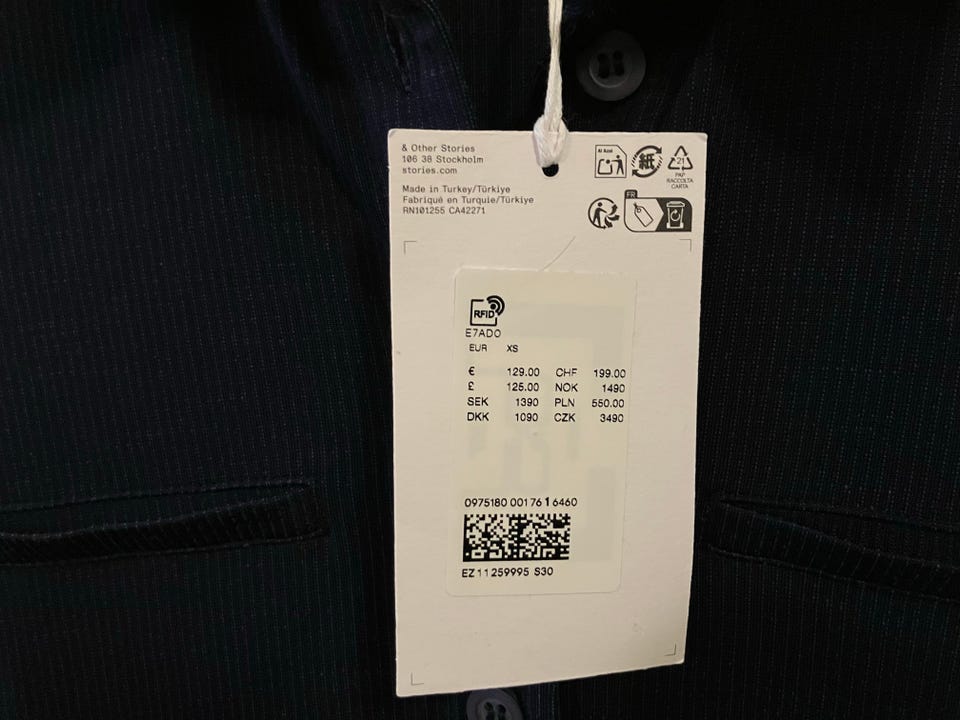 & Other Stories
106 38 Stockholm
stories.com
Made in Turkey/Türkiye
Fabriqué en Turquie/Türkiye
RN101255 CA42271
Al Azul
紙
21
PAP
RACCOLTA
CARTA
FR
RFID
E7AD0
EUR XS
€ 129.00 CHF 199.00
£ 125.00 NOK 1490
SEK 1390 PLN 550.00
DKK 1090 CZK 3490
0975180 00176 1 6460
EZ11259995 S30